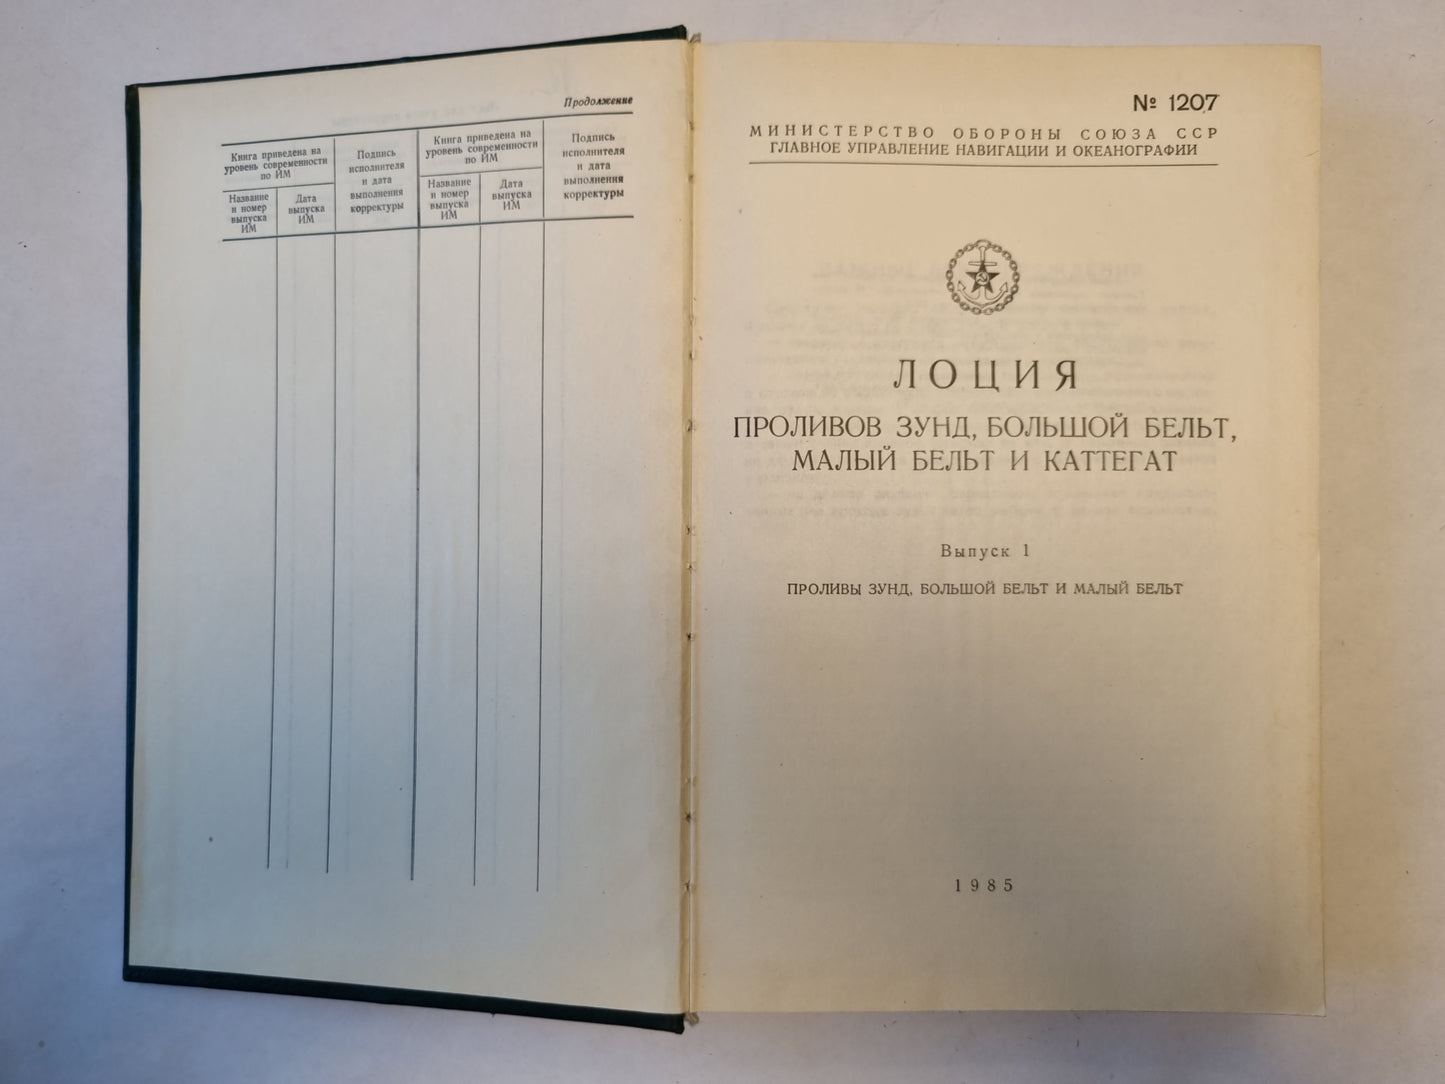 Продолжение
Книга приведена на
уровень современности
по ИМ
Подпись
исполнителя
и дата
выполнения
корректуры
Название
и номер
выпуска
ИМ
Дата
выпуска
ИМ
Книга приведена на
уровень современности
по ИМ
Подпись
исполнителя
и дата
выполнения
корректуры
Название
и номер
выпуска
ИМ
Дата
выпуска
ИМ
№ 1207
МИНИСТЕРСТВО ОБОРОНЫ СОЮЗА ССР
ГЛАВНОЕ УПРАВЛЕНИЕ НАВИГАЦИИ И ОКЕАНОГРАФИИ
ЛОЦИЯ
ПРОЛИВОВ ЗУНД, БОЛЬШОЙ БЕЛЬТ,
МАЛЫЙ БЕЛЬТ И КАТТЕГАТ
Выпуск 1
ПРОЛИВЫ ЗУНД, БОЛЬШОЙ БЕЛЬТ И МАЛЫЙ БЕЛЬТ
1985